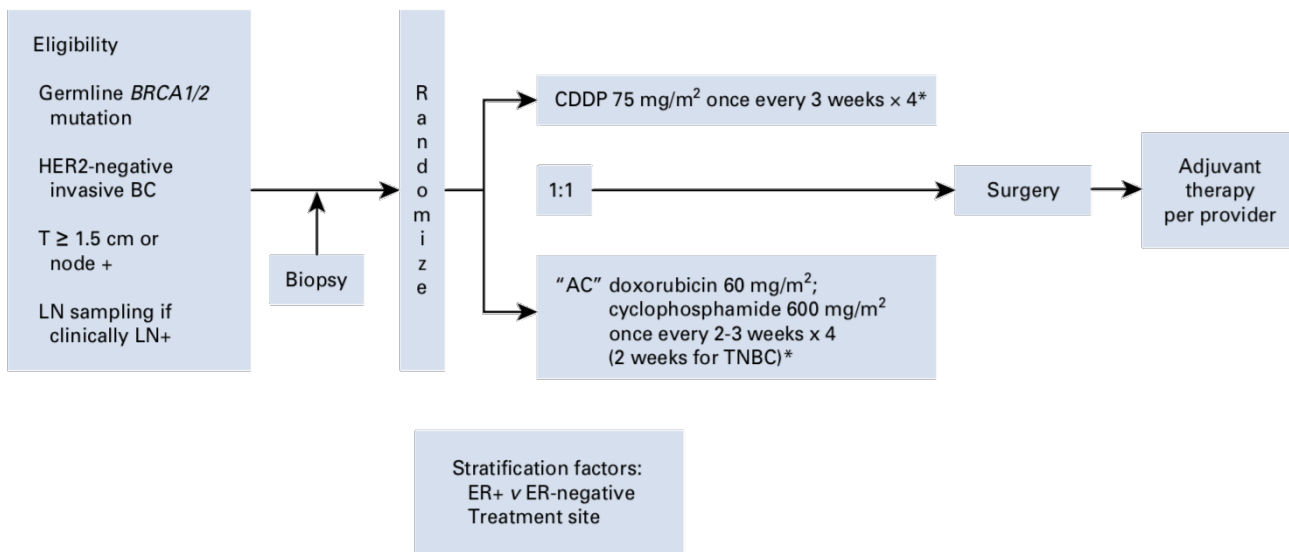 Eligibility
Germline BRCA1/2
mutation
HER2-negative
invasive BC
T ≥ 1.5 cm or
node +
LN sampling if
clinically LN+
Biopsy
Randomize
CDDP 75 mg/m² once every 3 weeks × 4*
1:1
"AC" doxorubicin 60 mg/m²;
cyclophosphamide 600 mg/m²
once every 2-3 weeks x 4
(2 weeks for TNBC)*
Surgery
Adjuvant
therapy
per provider
Stratification factors:
ER+ v ER-negative
Treatment site